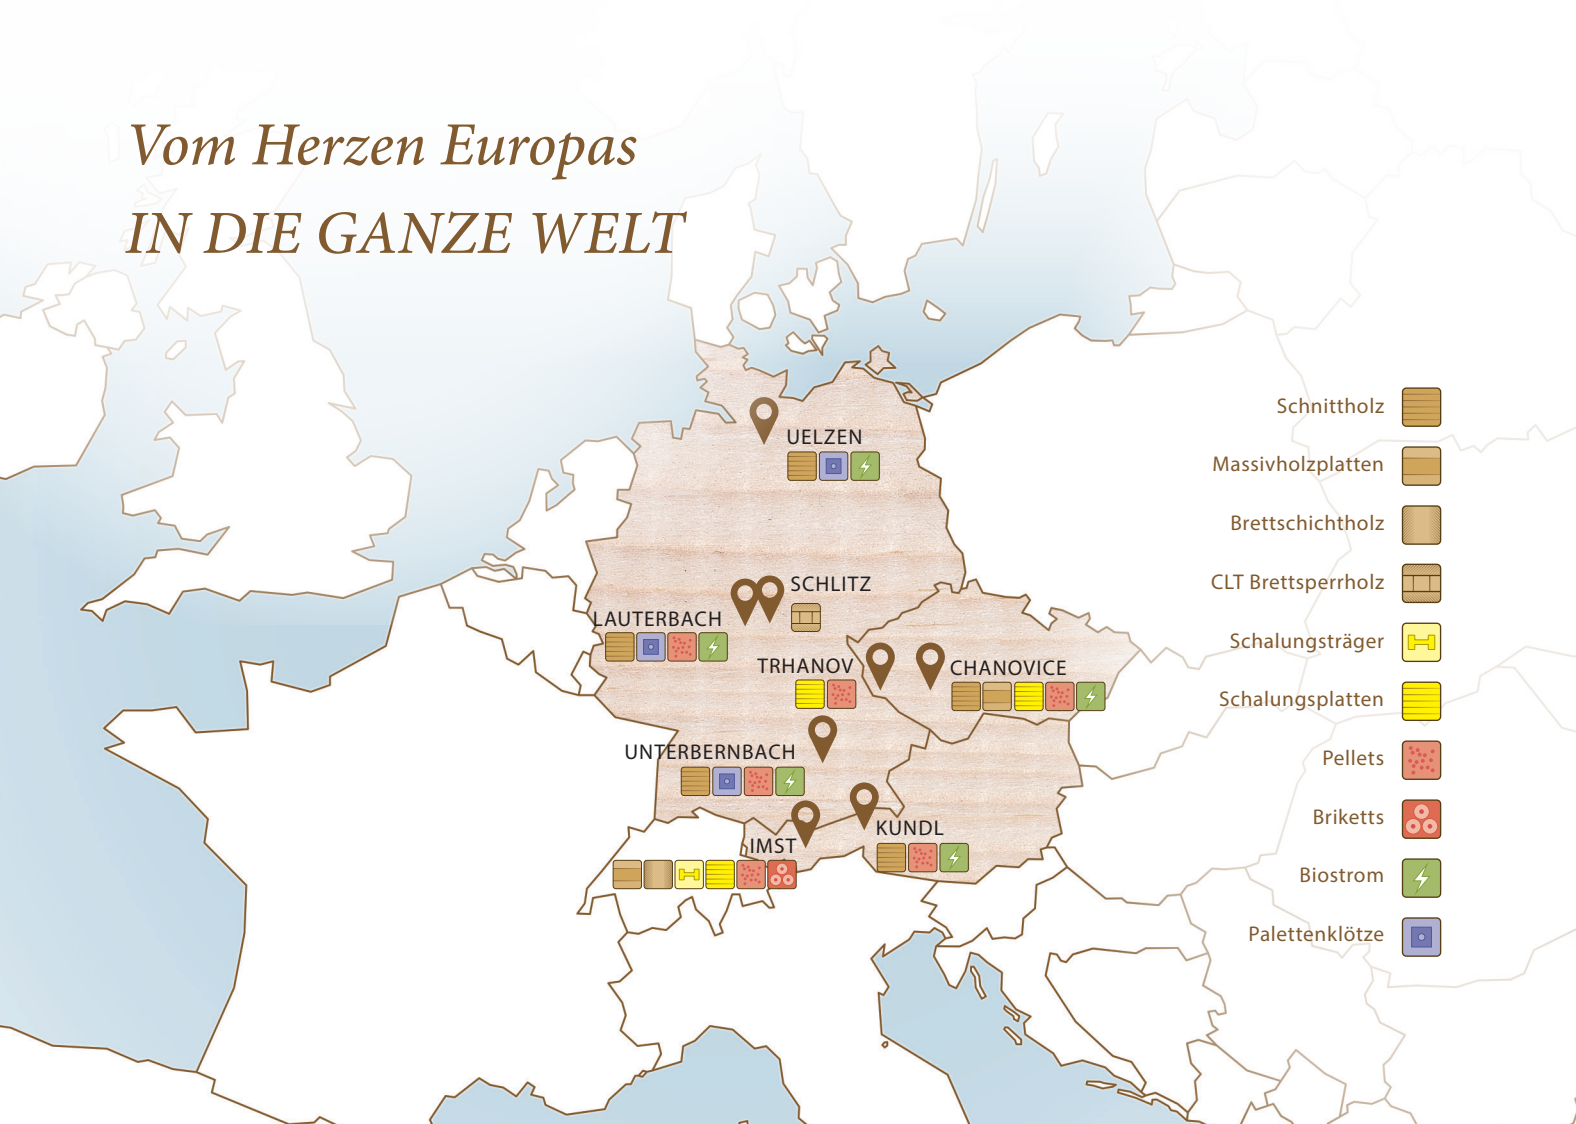 Vom Herzen Europas
IN DIE GANZE WELT
UELZEN
SCHLITZ
LAUTERBACH
TRHANOV
CHANOVICE
UNTERBERNBACH
KUNDL
IMST
Schnittholz
Massivholzplatten
Brettschichtholz
CLT Brettsperrholz
Schalungsträger
Schalungsplatten
Pellets
Briketts
Biostrom
Palettenklötze